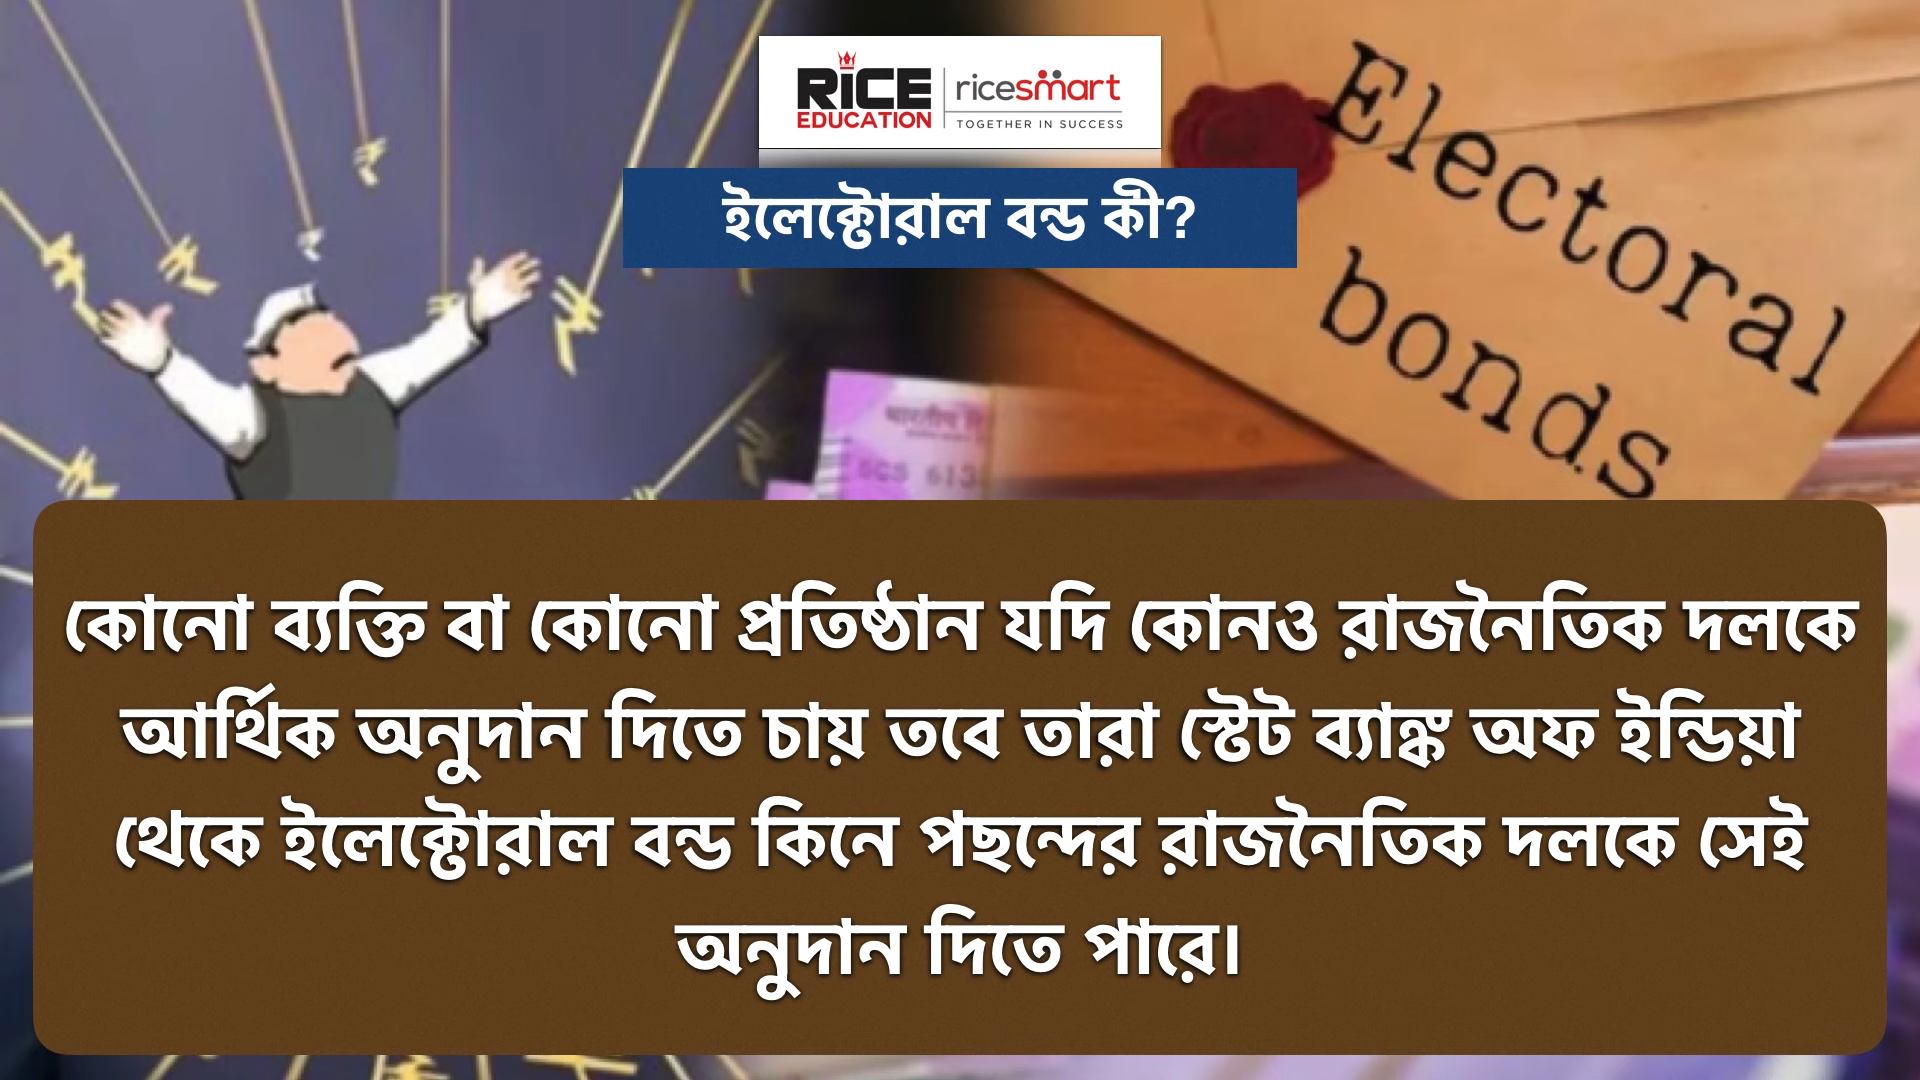 RICE
EDUCATION
ricesmart
TOGETHER IN SUCCESS
ইলেক্টোরাল বন্ড কী?
Electoral
bonds
কোনো ব্যক্তি বা কোনো প্রতিষ্ঠান যদি কোনও রাজনৈতিক দলকে
আর্থিক অনুদান দিতে চায় তবে তারা স্টেট ব্যাঙ্ক অফ ইন্ডিয়া
থেকে ইলেক্টোরাল বন্ড কিনে পছন্দের রাজনৈতিক দলকে সেই
অনুদান দিতে পারে।